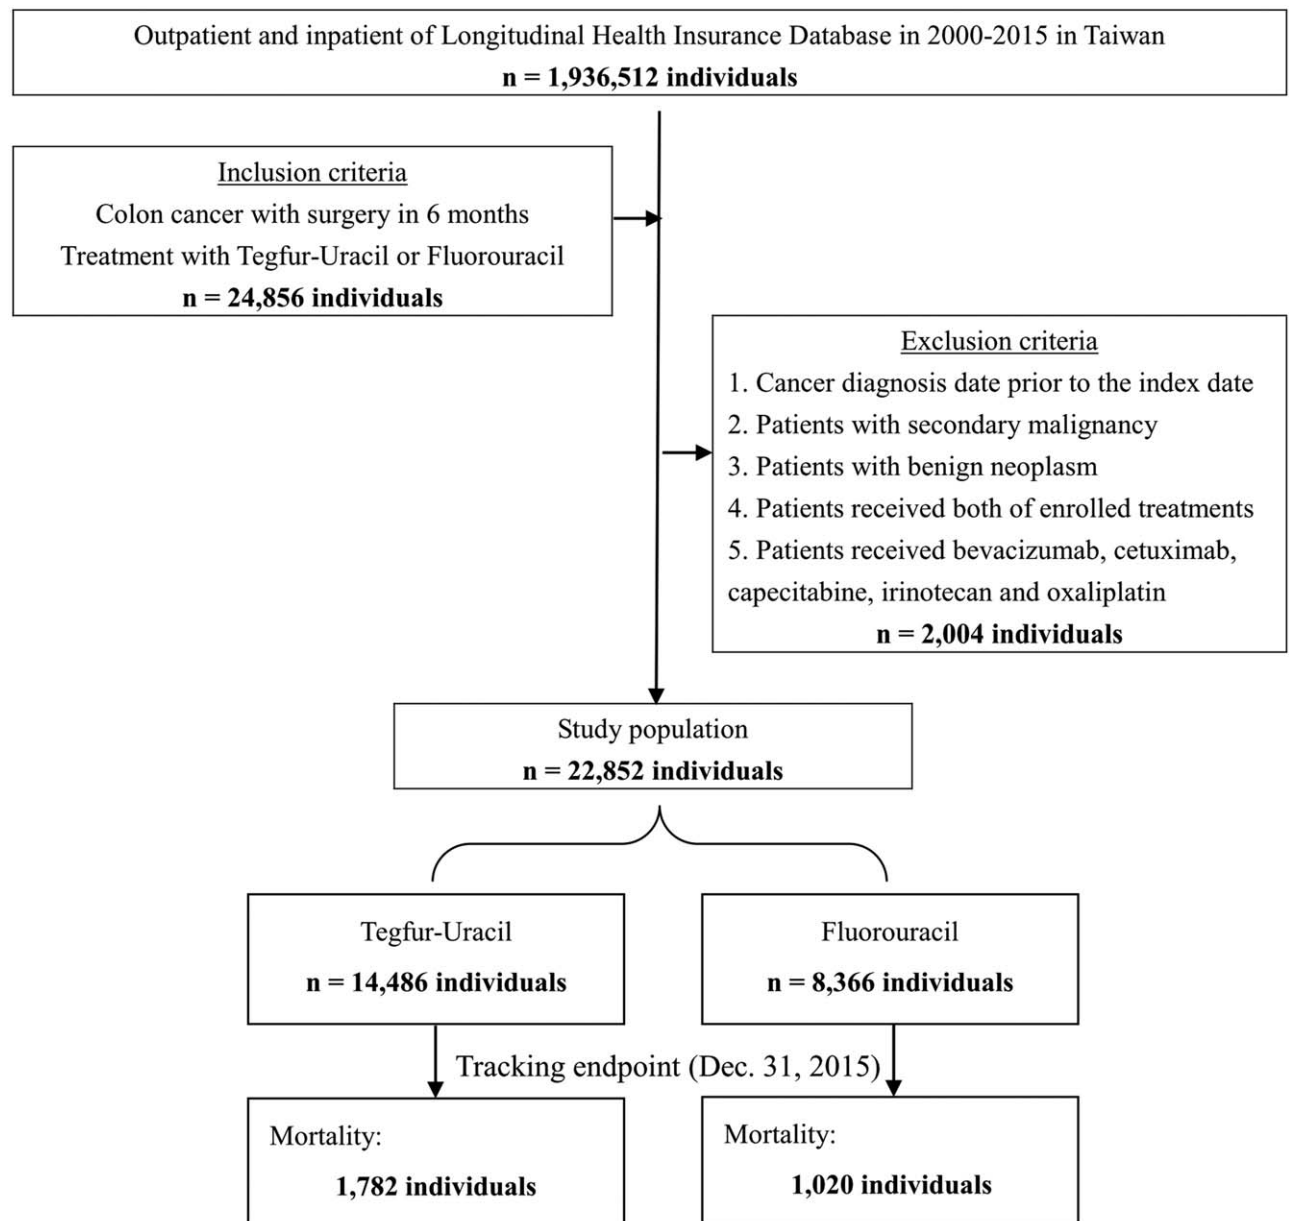 Outpatient and inpatient of Longitudinal Health Insurance Database in 2000-2015 in Taiwan
n = 1,936,512 individuals
Inclusion criteria
Colon cancer with surgery in 6 months
Treatment with Tegfur-Uracil or Fluorouracil
n = 24,856 individuals
Exclusion criteria
1. Cancer diagnosis date prior to the index date
2. Patients with secondary malignancy
3. Patients with benign neoplasm
4. Patients received both of enrolled treatments
5. Patients received bevacizumab, cetuximab,
capecitabine, irinotecan and oxaliplatin
n = 2,004 individuals
Study population
n = 22,852 individuals
Tegfur-Uracil
n = 14,486 individuals
Fluorouracil
n = 8,366 individuals
Tracking endpoint (Dec. 31, 2015)
Mortality:
1,782 individuals
Mortality:
1,020 individuals